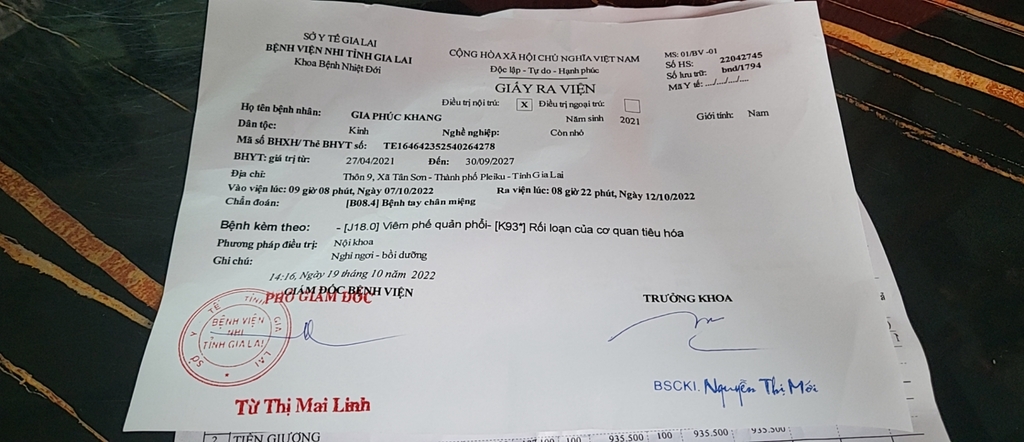 SỞ Y TẾ GIA LAI
BỆNH VIỆN NHI TỈNH GIA LAI
Khoa Bệnh Nhiệt Đới
CỘNG HÒA XÃ HỘI CHỦ NGHĨA VIỆT NAM
Độc lập - Tự do - Hạnh phúc
MS: 01/BV -01
Số HS: 22042745
Số lưu trữ: bnd/1794
Mã Y tế: .../.../.../...
GIẤY RA VIỆN
Điều trị nội trú: X Điều trị ngoại trú:
Họ tên bệnh nhân: GIA PHÚC KHANG Năm sinh 2021 Giới tính: Nam
Dân tộc: Kinh Nghề nghiệp: Còn nhỏ
Mã số BHXH/ Thẻ BHYT số: TE164642352540264278
BHYT: giá trị từ: 27/04/2021 Đến: 30/09/2027
Địa chỉ: Thôn 9, Xã Tân Sơn - Thành phố Pleiku - Tỉnh Gia Lai
Vào viện lúc: 09 giờ 08 phút, Ngày 07/10/2022 Ra viện lúc: 08 giờ 22 phút, Ngày 12/10/2022
Chẩn đoán: [B08.4] Bệnh tay chân miệng
Bệnh kèm theo: - [J18.0] Viêm phế quản phổi- [K93*] Rối loạn của cơ quan tiêu hóa
Phương pháp điều trị: Nội khoa
Ghi chú: Nghỉ ngơi - bồi dưỡng
14:16, Ngày 19 tháng 10 năm 2022
GIÁM ĐỐC BỆNH VIỆN
PHÓ GIÁM ĐỐC
TRƯỞNG KHOA
SỞ Y TẾ TỈNH GIA LAI
BỆNH VIỆN
NHI
TỈNH GIA LAI
Từ Thị Mai Linh
BSCKI. Nguyễn Thị Mới
2 TIỀN GIƯỜNG 100 100 935.500 100 935.500 935.500